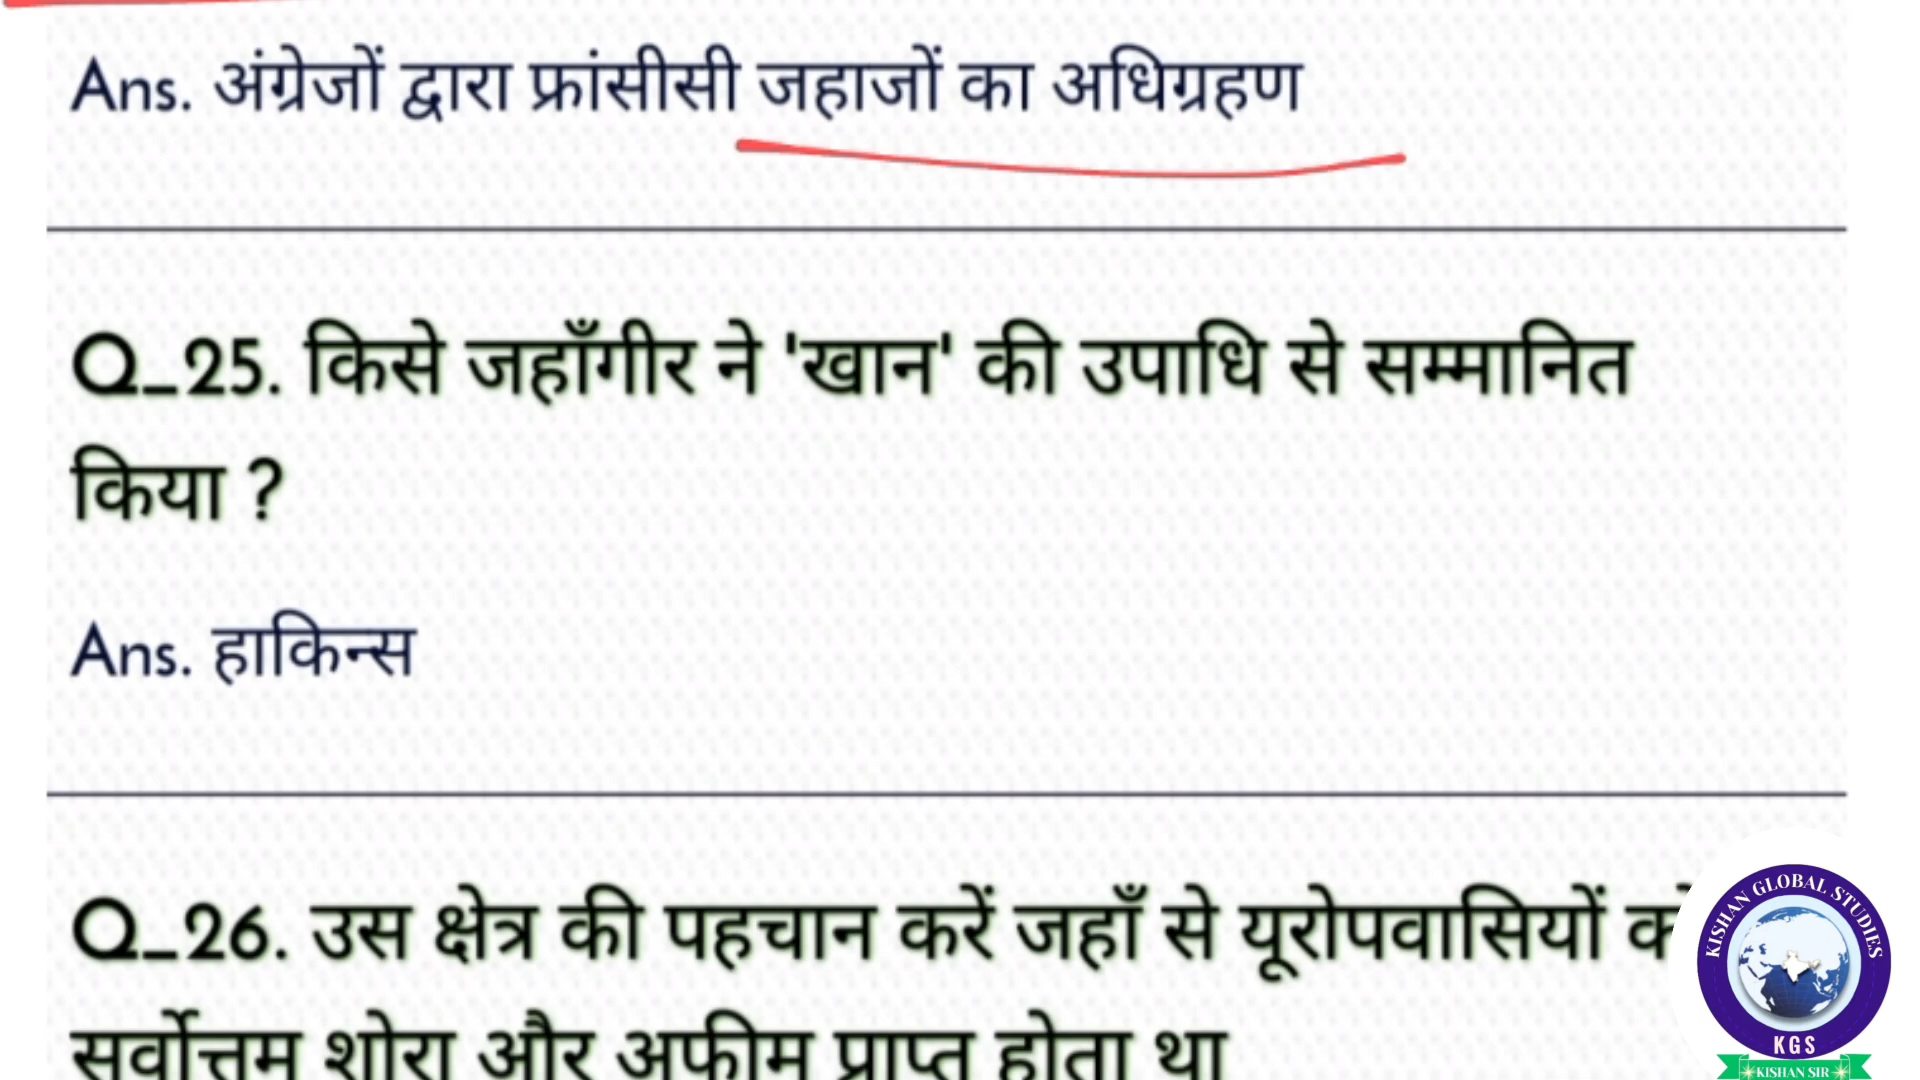 Ans. अंग्रेजों द्वारा फ्रांसीसी जहाजों का अधिग्रहण
Q_25. किसे जहाँगीर ने 'खान' की उपाधि से सम्मानित
किया ?
Ans. हाकिन्स
Q_26. उस क्षेत्र की पहचान करें जहाँ से यूरोपवासियों
सर्वोत्तम शोरा और अफीम प्राप्त होता था
KISHAN GLOBAL STUDIES
KGS
KISHAN SIR